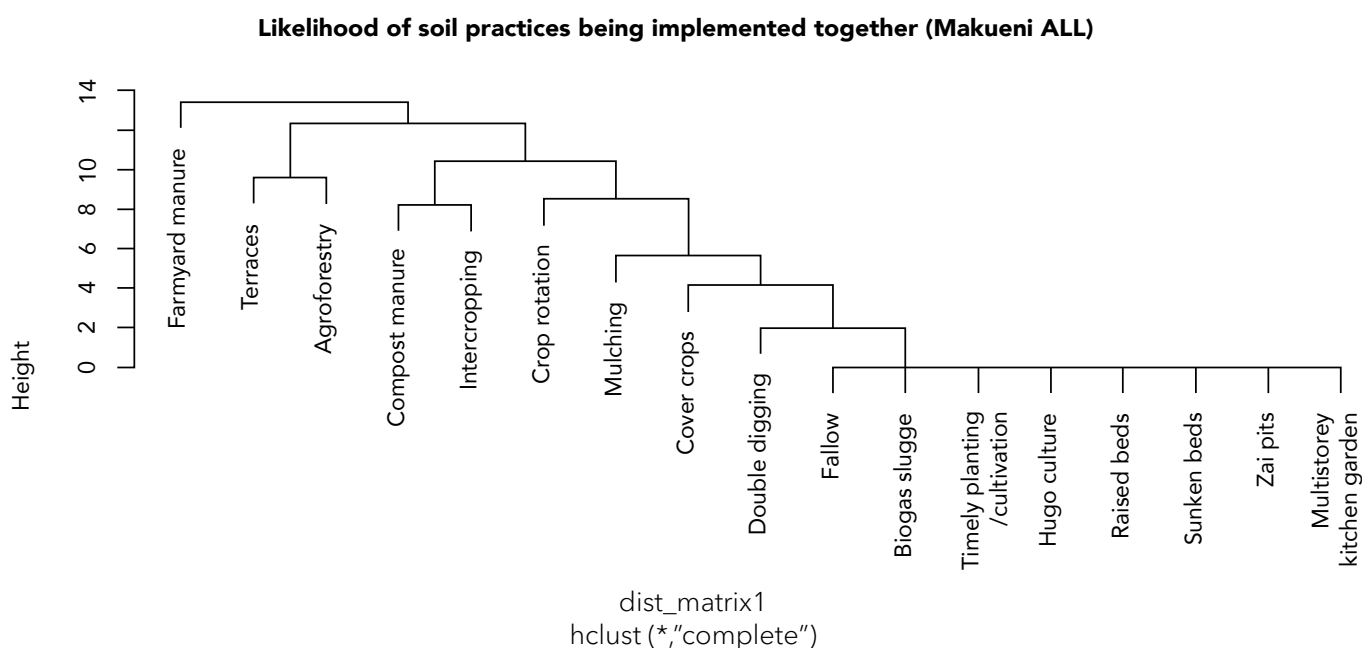 Likelihood of soil practices being implemented together (Makueni ALL)
Height
14
10
8
6
4
2
0
Farmyard manure
Terraces
Agroforestry
Compost manure
Intercropping
Crop rotation
Mulching
Cover crops
Double digging
Fallow
Biogas slugge
Timely planting
/cultivation
Hugo culture
Raised beds
Sunken beds
Zai pits
Multistorey
kitchen garden
dist_matrix1
hclust (*,”complete”)